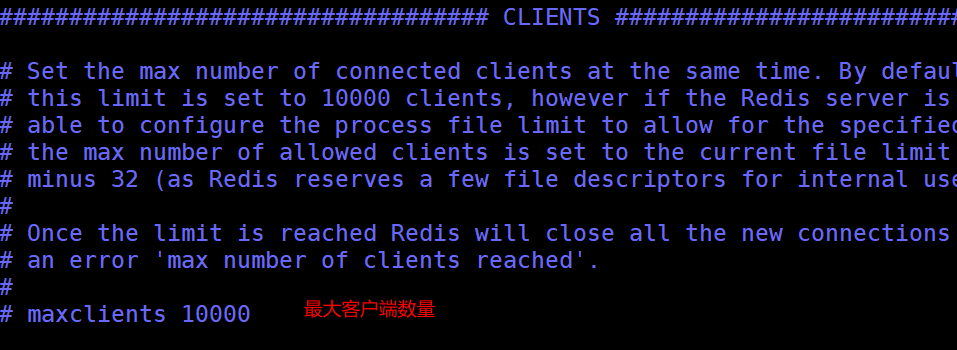 ################################### CLIENTS #########################
# Set the max number of connected clients at the same time. By defaul
# this limit is set to 10000 clients, however if the Redis server is
# able to configure the process file limit to allow for the specified
# the max number of allowed clients is set to the current file limit
# minus 32 (as Redis reserves a few file descriptors for internal use
#
# Once the limit is reached Redis will close all the new connections
# an error 'max number of clients reached'.
#
# maxclients 10000 最大客户端数量